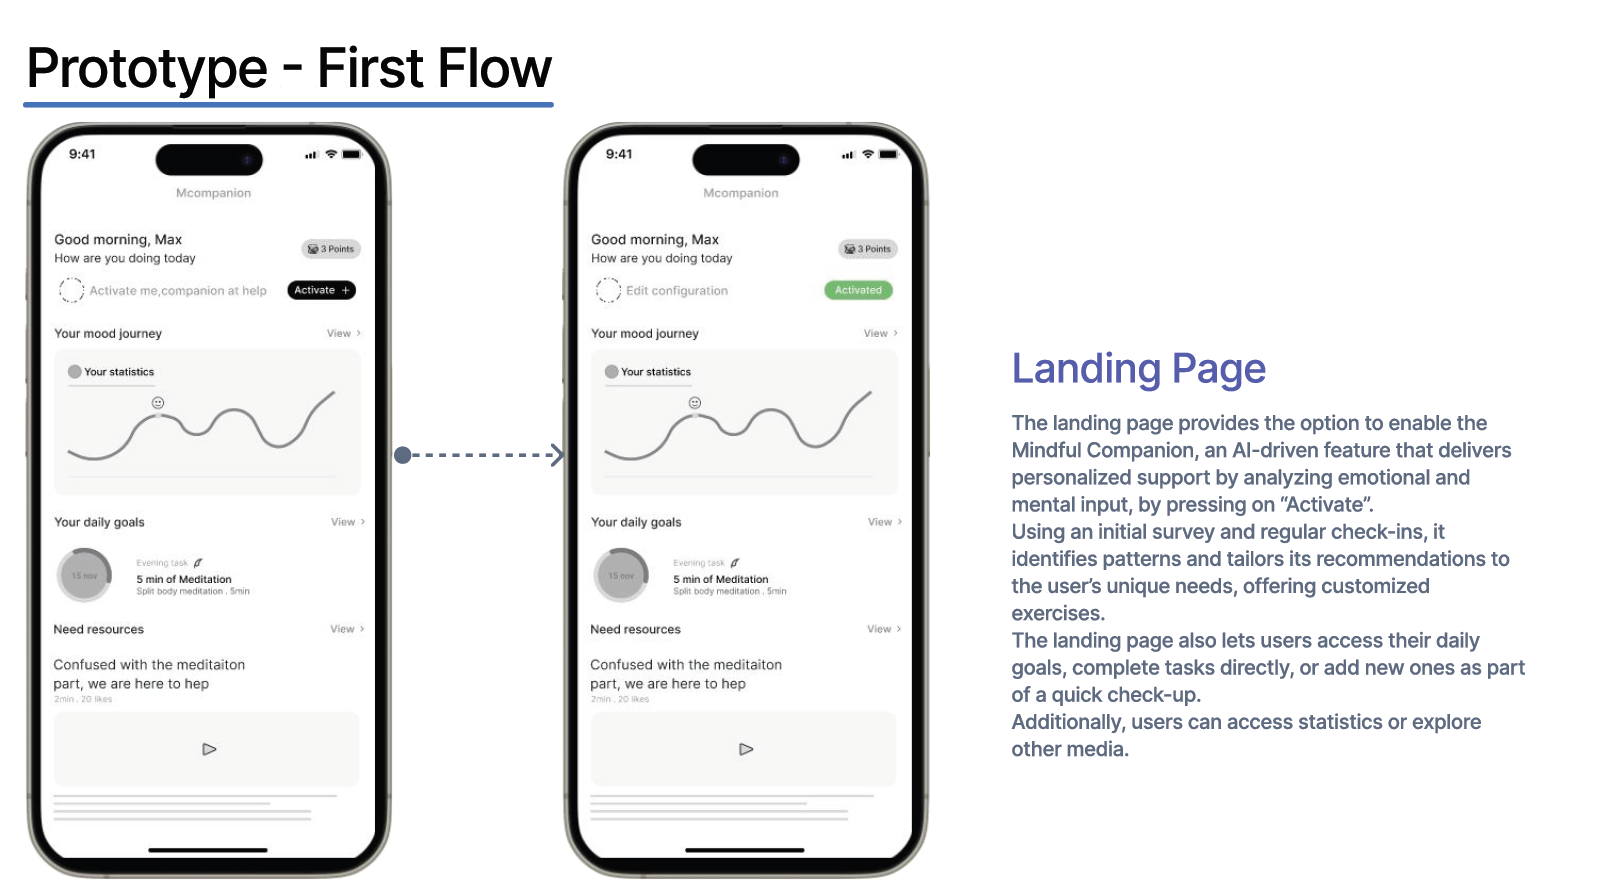 Prototype - First Flow
9:41
Mcompanion
Good morning, Max
How are you doing today
3 Points
Activate me,companion at help
Activate +
Your mood journey
View >
Your statistics
Your daily goals
View >
15 nov
Evening task
5 min of Meditation
Split body meditation . 5min
Need resources
View >
Confused with the meditaiton
part, we are here to hep
2min . 20 likes
9:41
Mcompanion
Good morning, Max
How are you doing today
3 Points
Edit configuration
Activated
Your mood journey
View >
Your statistics
Your daily goals
View >
15 nov
Evening task
5 min of Meditation
Split body meditation . 5min
Need resources
View >
Confused with the meditaiton
part, we are here to hep
2min . 20 likes
Landing Page
The landing page provides the option to enable the
Mindful Companion, an AI-driven feature that delivers
personalized support by analyzing emotional and
mental input, by pressing on “Activate”.
Using an initial survey and regular check-ins, it
identifies patterns and tailors its recommendations to
the user’s unique needs, offering customized
exercises.
The landing page also lets users access their daily
goals, complete tasks directly, or add new ones as part
of a quick check-up.
Additionally, users can access statistics or explore
other media.